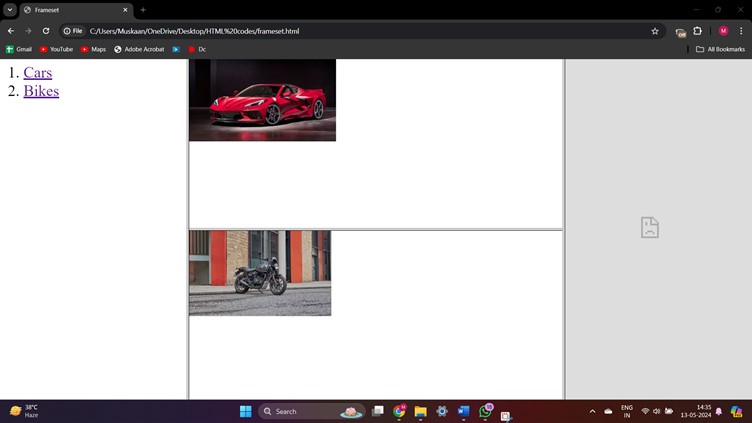 Frameset
File C:/Users/Muskaan/OneDrive/Desktop/HTML%20codes/frameset.html
M
Gmail YouTube Maps Adobe Acrobat Dc All Bookmarks
1. Cars
2. Bikes
38°C
Haze
Search
ENG
IN
14:35
13-05-2024